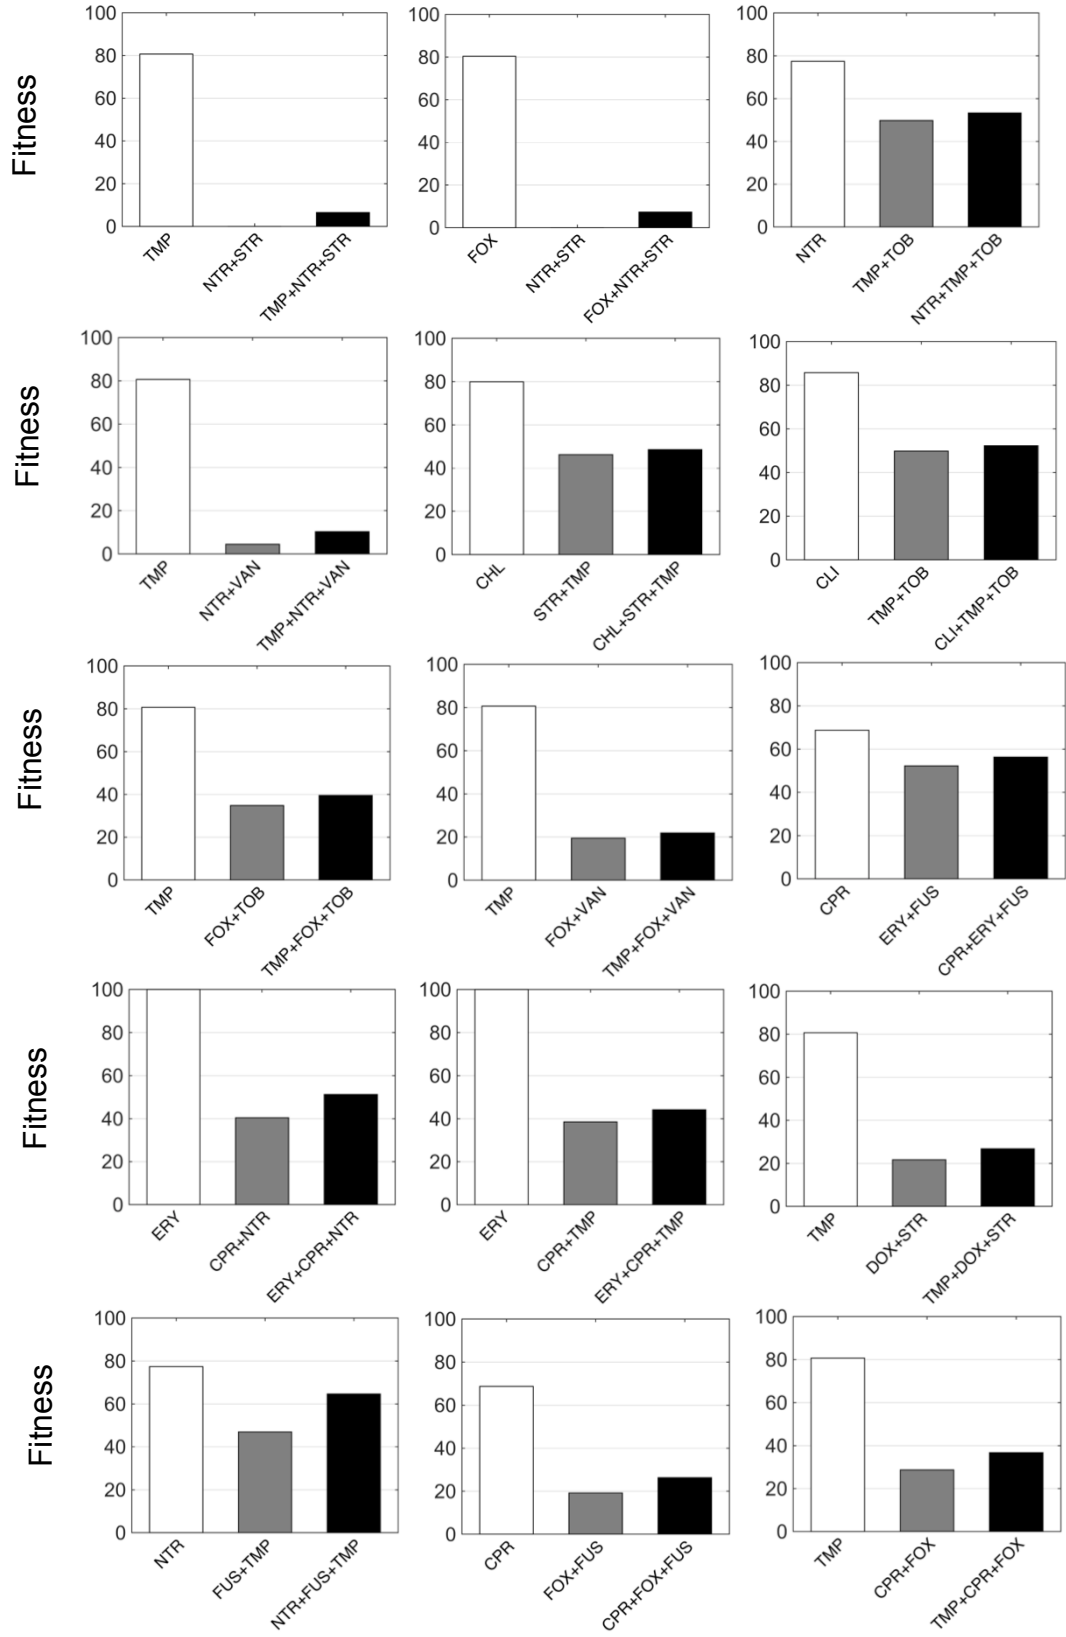 100
80
60
40
20
0
Fitness
TMP
NTR+STR
TMP+NTR+STR
100
80
60
40
20
0
FOX
NTR+STR
FOX+NTR+STR
100
80
60
40
20
0
NTR
TMP+TOB
NTR+TMP+TOB
100
80
60
40
20
0
Fitness
TMP
NTR+VAN
TMP+NTR+VAN
100
80
60
40
20
0
CHL
STR+TMP
CHL+STR+TMP
100
80
60
40
20
0
CLI
TMP+TOB
CLI+TMP+TOB
100
80
60
40
20
0
Fitness
TMP
FOX+TOB
TMP+FOX+TOB
100
80
60
40
20
0
TMP
FOX+VAN
TMP+FOX+VAN
100
80
60
40
20
0
CPR
ERY+FUS
CPR+ERY+FUS
100
80
60
40
20
0
Fitness
ERY
CPR+NTR
ERY+CPR+NTR
100
80
60
40
20
0
ERY
CPR+TMP
ERY+CPR+TMP
100
80
60
40
20
0
TMP
DOX+STR
TMP+DOX+STR
100
80
60
40
20
0
Fitness
NTR
FUS+TMP
NTR+FUS+TMP
100
80
60
40
20
0
CPR
FOX+FUS
CPR+FOX+FUS
100
80
60
40
20
0
TMP
CPR+FOX
TMP+CPR+FOX